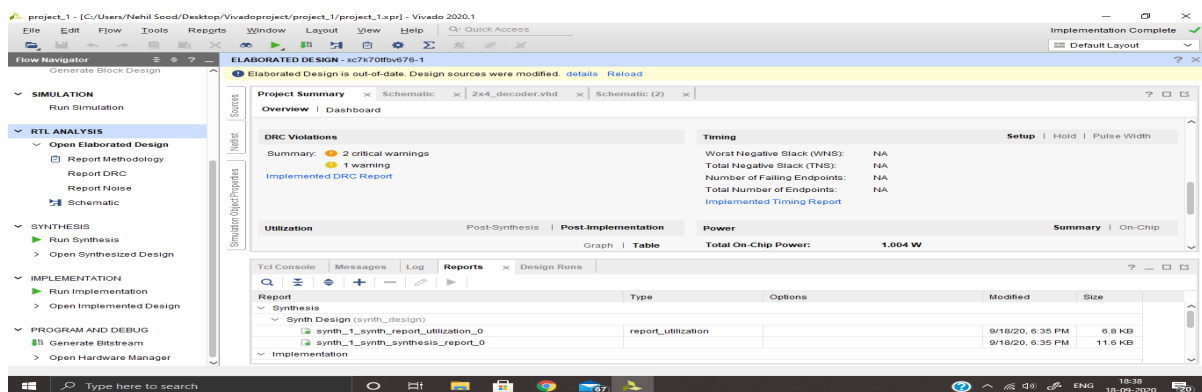 project_1 - [C:/Users/Nehil Sood/Desktop/Vivadoproject/project_1/project_1.xpr] - Vivado 2020.1
File Edit Flow Tools Reports Window Layout View Help Quick Access
Implementation Complete
Default Layout
Flow Navigator
Generate Block Design
SIMULATION
Run Simulation
RTL ANALYSIS
Open Elaborated Design
Report Methodology
Report DRC
Report Noise
Schematic
SYNTHESIS
Run Synthesis
Open Synthesized Design
IMPLEMENTATION
Run Implementation
Open Implemented Design
PROGRAM AND DEBUG
Generate Bitstream
Open Hardware Manager
ELABORATED DESIGN - xc7k70tfbv676-1
Elaborated Design is out-of-date. Design sources were modified. details Reload
Sources
Netlist
Simulation Object Properties
Project Summary Schematic 2x4_decoder.vhd Schematic (2)
Overview | Dashboard
DRC Violations
Summary: 2 critical warnings
1 warning
Implemented DRC Report
Timing Setup | Hold | Pulse Width
Worst Negative Slack (WNS): NA
Total Negative Slack (TNS): NA
Number of Failing Endpoints: NA
Total Number of Endpoints: NA
Implemented Timing Report
Utilization Post-Synthesis | Post-Implementation
Graph | Table
Power Summary | On-Chip
Total On-Chip Power: 1.004 W
Tcl Console Messages Log Reports Design Runs
Report Type Options Modified Size
Synthesis
Synth Design (synth_design)
synth_1_synth_report_utilization_0 report_utilization 9/18/20, 6:35 PM 6.8 KB
synth_1_synth_synthesis_report_0 9/18/20, 6:35 PM 11.6 KB
Implementation
Type here to search
67
ENG
18:38
18-09-2020
20